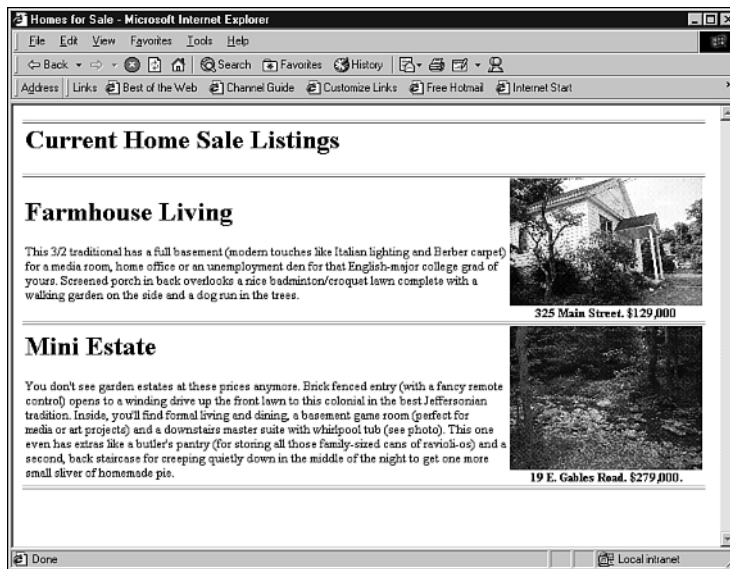 Homes for Sale - Microsoft Internet Explorer
File Edit View Favorites Tools Help
Back Search Favorites History
Address Links Best of the Web Channel Guide Customize Links Free Hotmail Internet Start
Current Home Sale Listings
Farmhouse Living
This 3/2 traditional has a full basement (modern touches like Italian lighting and Berber carpet)
for a media room, home office or an unemployment den for that English-major college grad of
yours. Screened porch in back overlooks a nice badminton/croquet lawn complete with a
walking garden on the side and a dog run in the trees.
325 Main Street. $129,000
Mini Estate
You don't see garden estates at these prices anymore. Brick fenced entry (with a fancy remote
control) opens to a winding drive up the front lawn to this colonial in the best Jeffersonian
tradition. Inside, you'll find formal living and dining, a basement game room (perfect for
media or art projects) and a downstairs master suite with whirlpool tub (see photo). This one
even has extras like a butler's pantry (for storing all those family-sized cans of ravioli-os) and a
second, back staircase for creeping quietly down in the middle of the night to get one more
small sliver of homemade pie.
19 E. Gables Road. $279,000.
Done
Local intranet